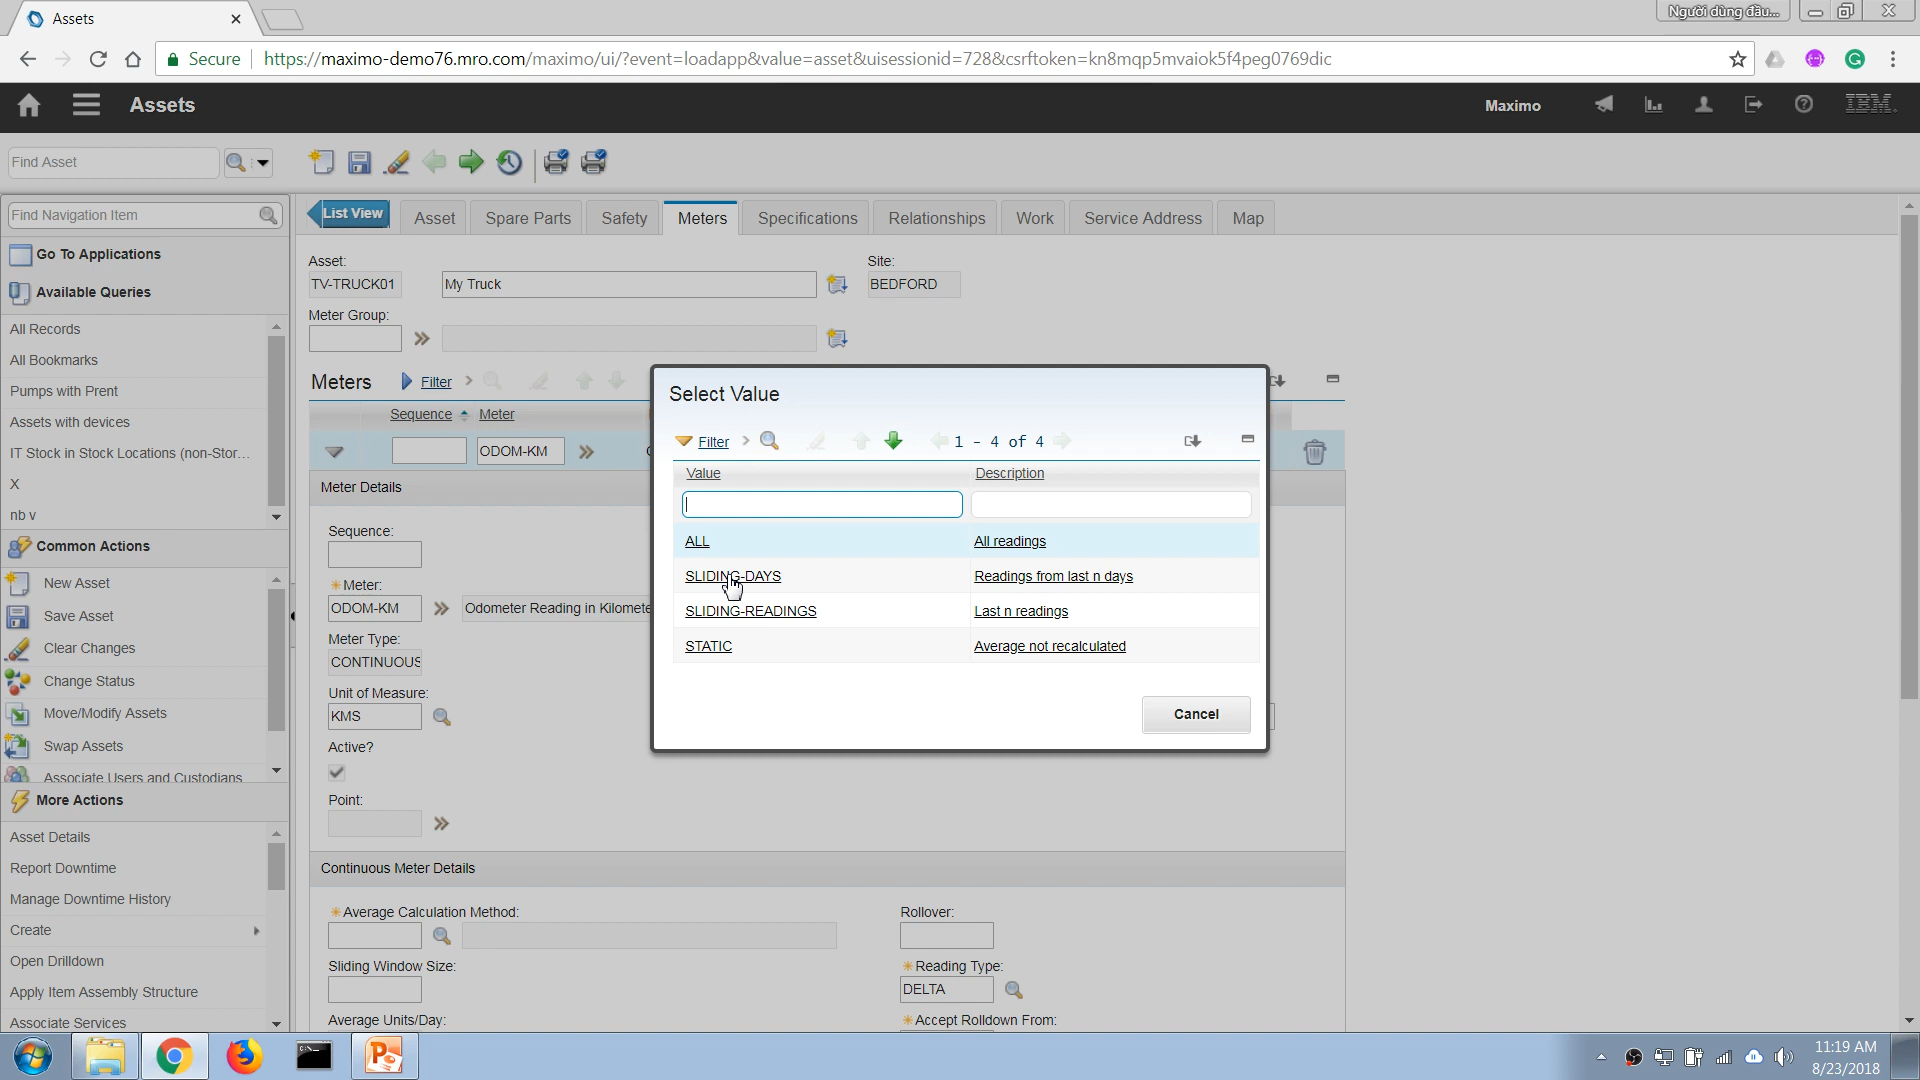 Assets
Người dùng đầu...
Secure
https://maximo-demo76.mro.com/maximo/ui/?event=loadapp&value=asset&uisessionid=728&csrftoken=kn8mqp5mvaiok5f4peg0769dic
Assets
Maximo
IBM
Find Asset
Find Navigation Item
Go To Applications
Available Queries
All Records
All Bookmarks
Pumps with Prent
Assets with devices
IT Stock in Stock Locations (non-Stor...
X
nb v
Common Actions
New Asset
Save Asset
Clear Changes
Change Status
Move/Modify Assets
Swap Assets
Associate Users and Custodians
More Actions
Asset Details
Report Downtime
Manage Downtime History
Create
Open Drilldown
Apply Item Assembly Structure
Associate Services
List View
Asset
Spare Parts
Safety
Meters
Specifications
Relationships
Work
Service Address
Map
Asset:
Site:
TV-TRUCK01
My Truck
BEDFORD
Meter Group:
Meters
Filter
Sequence
Meter
ODOM-KM
Meter Details
Sequence:
Meter:
ODOM-KM
Odometer Reading in Kilomete
Meter Type:
CONTINUOUS
Unit of Measure:
KMS
Active?
Point:
Continuous Meter Details
Average Calculation Method:
Rollover:
Sliding Window Size:
Reading Type:
DELTA
Average Units/Day:
Accept Rolldown From:
Select Value
Filter
1 - 4 of 4
Value
Description
ALL
All readings
SLIDING-DAYS
Readings from last n days
SLIDING-READINGS
Last n readings
STATIC
Average not recalculated
Cancel
11:19 AM
8/23/2018